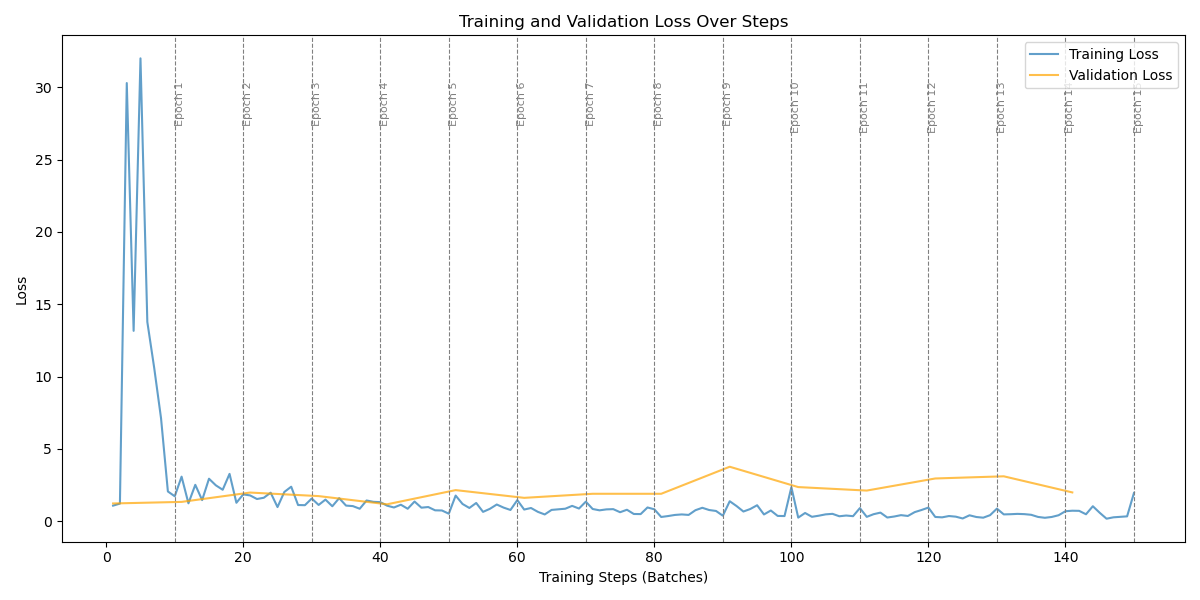 Training and Validation Loss Over Steps
Training Loss
Validation Loss
Epoch 1
Epoch 2
Epoch 3
Epoch 4
Epoch 5
Epoch 6
Epoch 7
Epoch 8
Epoch 9
Epoch 10
Epoch 11
Epoch 12
Epoch 13
Epoch
Epoch
Loss
30
25
20
15
10
5
0
0 20 40 60 80 100 120 140
Training Steps (Batches)